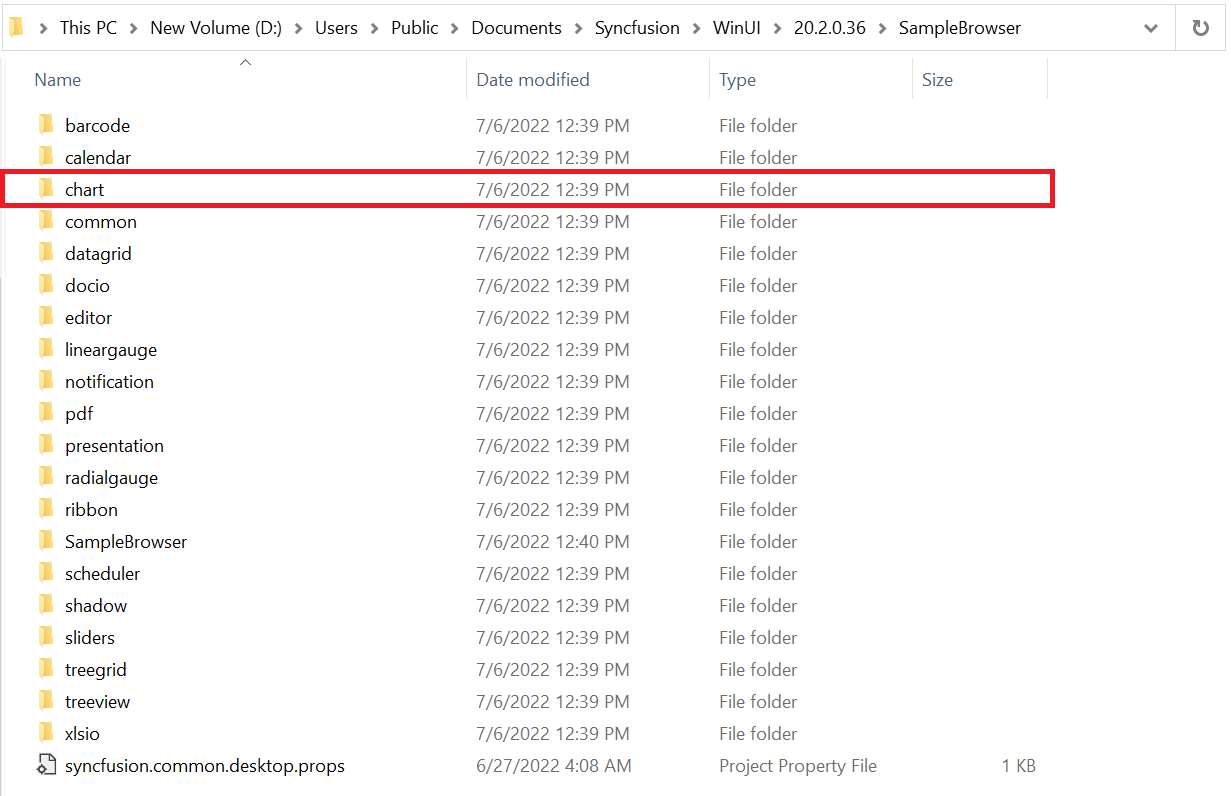 This PC > New Volume (D:) > Users > Public > Documents > Syncfusion > WinUI > 20.2.0.36 > SampleBrowser
Name Date modified Type Size
barcode 7/6/2022 12:39 PM File folder
calendar 7/6/2022 12:39 PM File folder
chart 7/6/2022 12:39 PM File folder
common 7/6/2022 12:39 PM File folder
datagrid 7/6/2022 12:39 PM File folder
docio 7/6/2022 12:39 PM File folder
editor 7/6/2022 12:39 PM File folder
lineargauge 7/6/2022 12:39 PM File folder
notification 7/6/2022 12:39 PM File folder
pdf 7/6/2022 12:39 PM File folder
presentation 7/6/2022 12:39 PM File folder
radialgauge 7/6/2022 12:39 PM File folder
ribbon 7/6/2022 12:39 PM File folder
SampleBrowser 7/6/2022 12:40 PM File folder
scheduler 7/6/2022 12:39 PM File folder
shadow 7/6/2022 12:39 PM File folder
sliders 7/6/2022 12:39 PM File folder
treegrid 7/6/2022 12:39 PM File folder
treeview 7/6/2022 12:39 PM File folder
xlsio 7/6/2022 12:39 PM File folder
syncfusion.common.desktop.props 6/27/2022 4:08 AM Project Property File 1 KB